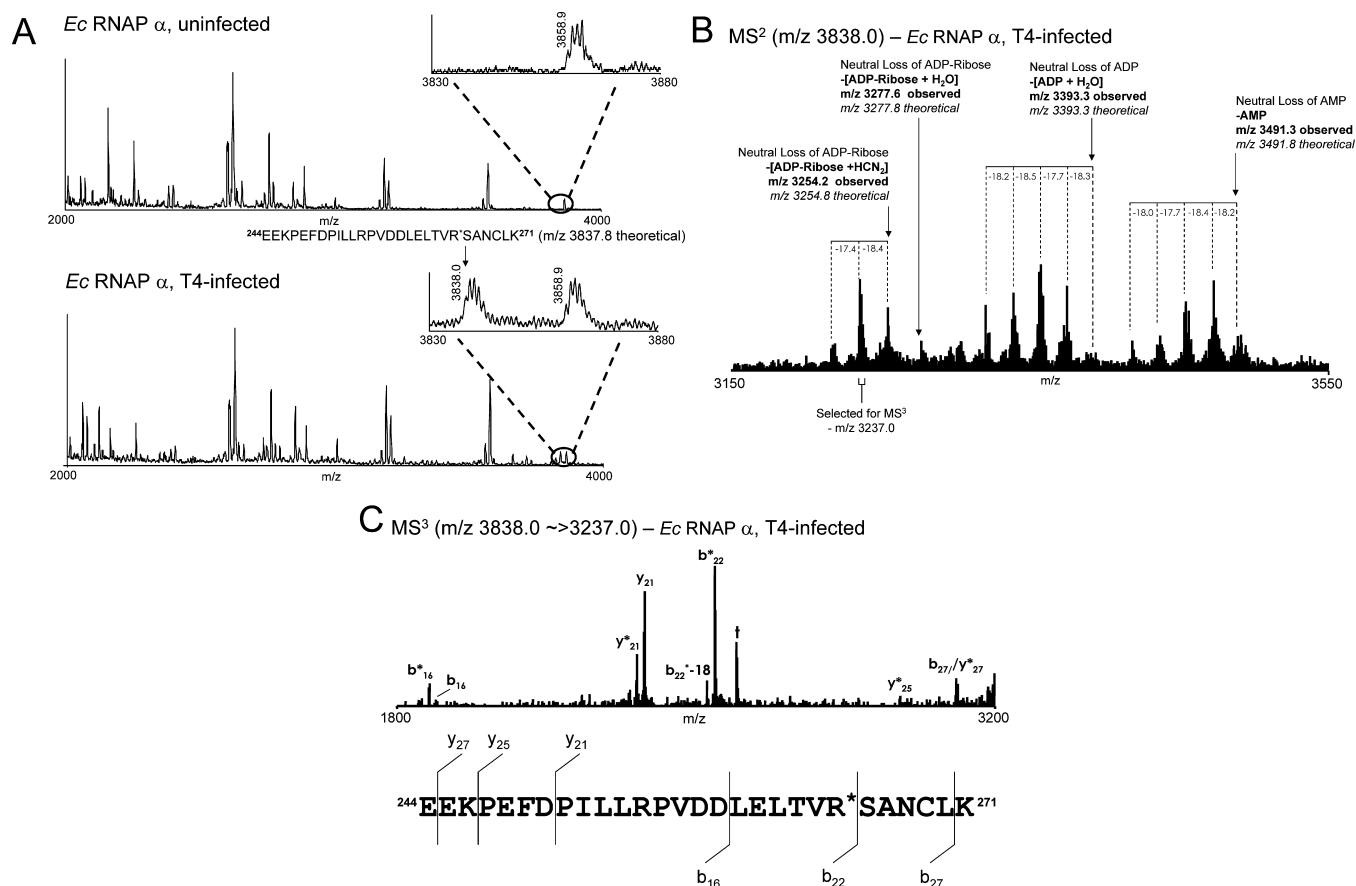 A
Ec RNAP α, uninfected
3858.9
3830
3880
2000
m/z
4000
²⁴⁴EEKPEFDPILLRPVDDLELTVR*SANCLK²⁷¹ (m/z 3837.8 theoretical)
Ec RNAP α, T4-infected
3838.0
3858.9
3830
3880
2000
m/z
4000
B
MS² (m/z 3838.0) – Ec RNAP α, T4-infected
Neutral Loss of ADP-Ribose
-[ADP-Ribose + H₂O]
m/z 3277.6 observed
m/z 3277.8 theoretical
Neutral Loss of ADP
-[ADP + H₂O]
m/z 3393.3 observed
m/z 3393.3 theoretical
Neutral Loss of AMP
-AMP
m/z 3491.3 observed
m/z 3491.8 theoretical
Neutral Loss of ADP-Ribose
-[ADP-Ribose +HCN₂]
m/z 3254.2 observed
m/z 3254.8 theoretical
-17.4 -18.4
-18.2 -18.5 -17.7 -18.3
-18.0 -17.7 -18.4 -18.2
3150
m/z
3550
Selected for MS³
- m/z 3237.0
C
MS³ (m/z 3838.0 ~>3237.0) – Ec RNAP α, T4-infected
b*₁₆
b₁₆
y*₂₁
y₂₁
b₂₂*-18
b*₂₂
†
y*₂₅
b₂₇/y*₂₇
1800
m/z
3200
y₂₇ y₂₅ y₂₁
²⁴⁴EEKPEFDPILLRPVDDLELTVR*SANCLK²⁷¹
b₁₆ b₂₂ b₂₇